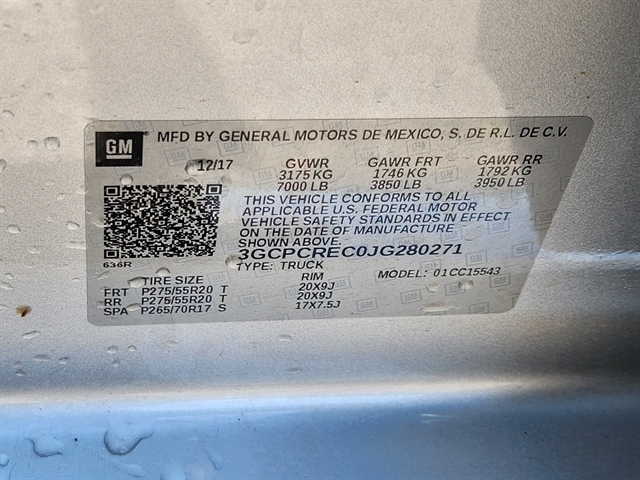 GM MFD BY GENERAL MOTORS DE MEXICO, S. DE R.L. DE C.V.
12/17 GVWR GAWR FRT GAWR RR
3175 KG 1746 KG 1792 KG
7000 LB 3850 LB 3950 LB
THIS VEHICLE CONFORMS TO ALL
APPLICABLE U.S. FEDERAL MOTOR
VEHICLE SAFETY STANDARDS IN EFFECT
ON THE DATE OF MANUFACTURE
SHOWN ABOVE.
3GCPCREC0JG280271
636R TYPE: TRUCK MODEL: 01CC15543
TIRE SIZE RIM
FRT P275/55R20 T 20X9J
RR P275/55R20 T 20X9J
SPA P265/70R17 S 17X7.5J